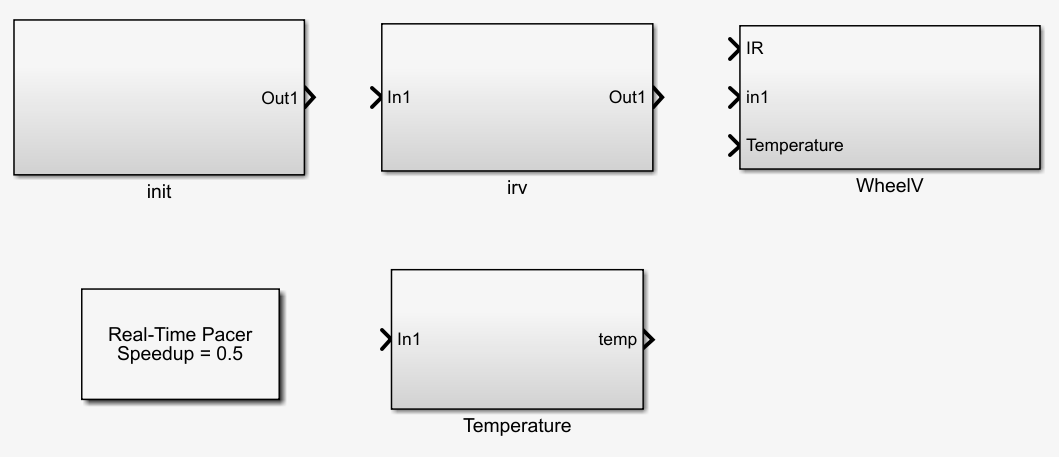 Out1
init
In1
Out1
irv
IR
in1
Temperature
WheelV
Real-Time Pacer
Speedup = 0.5
In1
temp
Temperature